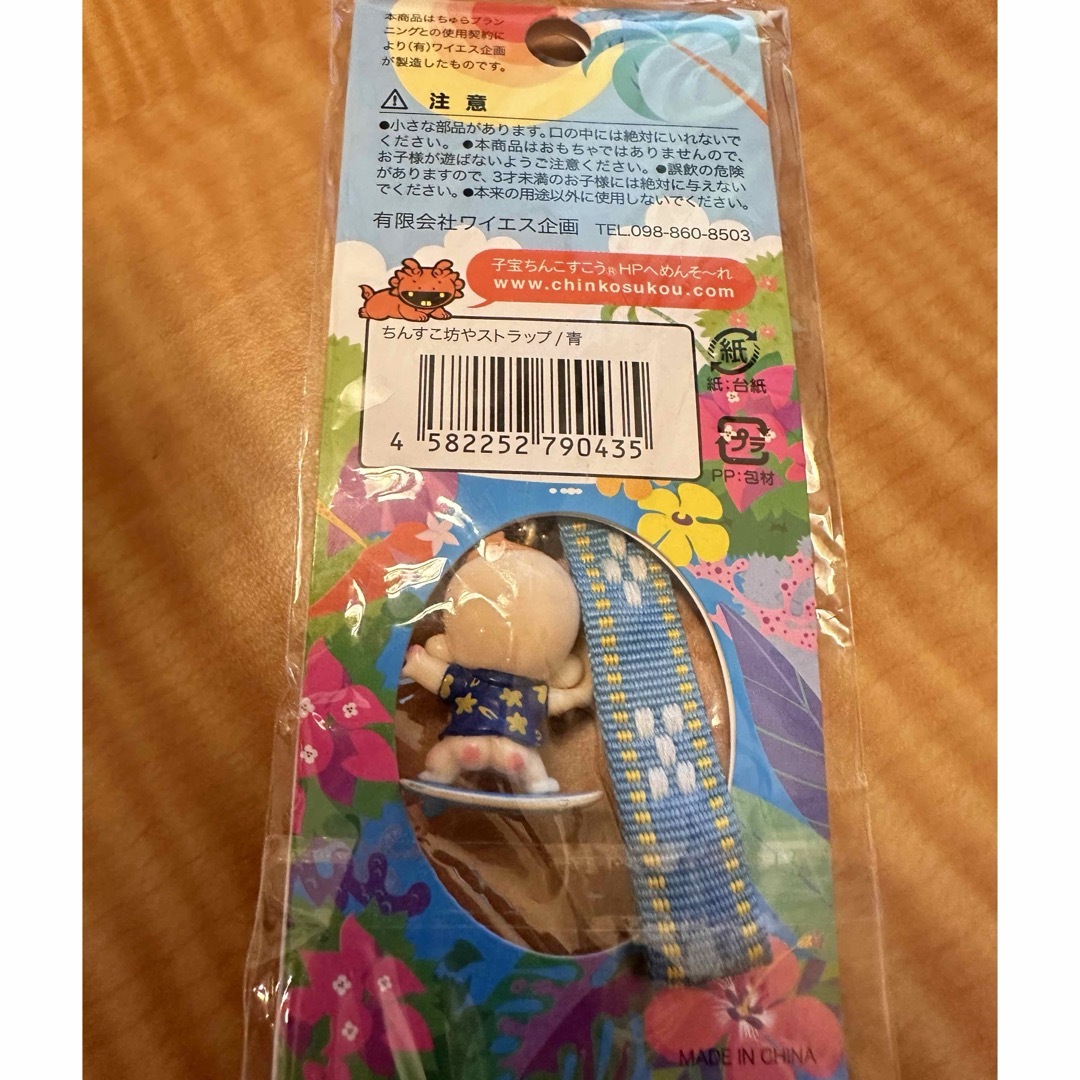 本商品はちゅらプラン
ニングとの使用契約に
より(有)ワイエス企画
が製造したものです。
注意
●小さな部品があります。口の中には絶対にいれないで
ください。 ●本商品はおもちゃではありませんので、
お子様が遊ばないようご注意ください。●誤飲の危険
がありますので、3才未満のお子様には絶対に与えない
でください。●本来の用途以外に使用しないでください。
有限会社ワイエス企画 TEL.098-860-8503
子宝ちんこすこう®HPへめんそ〜れ
www.chinkosukou.com
ちんすこ坊やストラップ/青
4 582252 790435
紙
紙:台紙
プラ
PP:包材
MADE IN CHINA